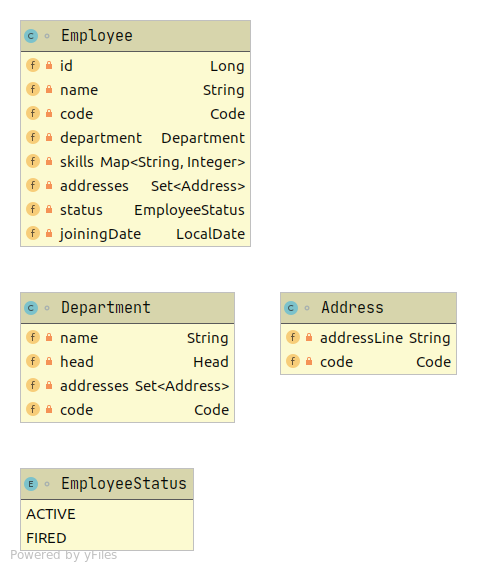 C Employee
f id Long
f name String
f code Code
f department Department
f skills Map<String, Integer>
f addresses Set<Address>
f status EmployeeStatus
f joiningDate LocalDate
C Department
f name String
f head Head
f addresses Set<Address>
f code Code
C Address
f addressLine String
f code Code
E EmployeeStatus
ACTIVE
FIRED
Powered by yFiles